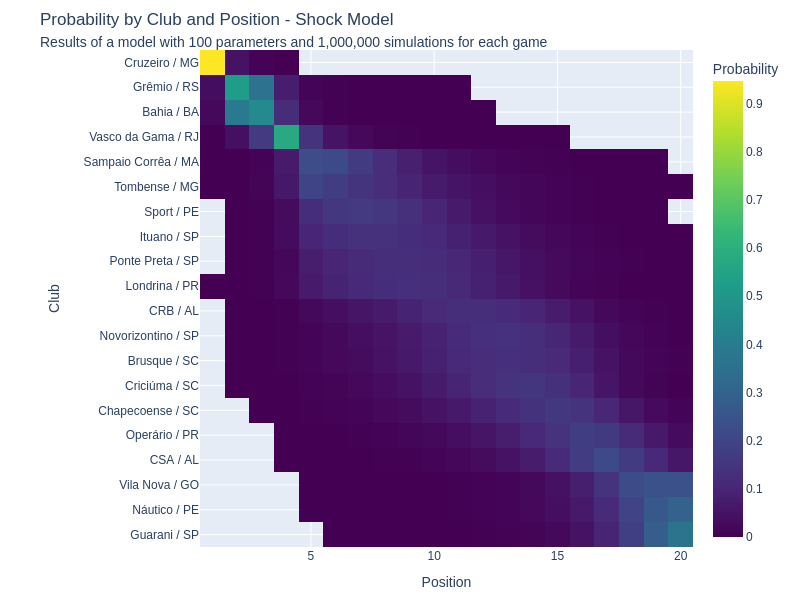 Probability by Club and Position - Shock Model
Results of a model with 100 parameters and 1,000,000 simulations for each game
Probability
Club
Cruzeiro / MG
Grêmio / RS
Bahia / BA
Vasco da Gama / RJ
Sampaio Corrêa / MA
Tombense / MG
Sport / PE
Ituano / SP
Ponte Preta / SP
Londrina / PR
CRB / AL
Novorizontino / SP
Brusque / SC
Criciúma / SC
Chapecoense / SC
Operário / PR
CSA / AL
Vila Nova / GO
Náutico / PE
Guarani / SP
0.9
0.8
0.7
0.6
0.5
0.4
0.3
0.2
0.1
0
5
10
15
20
Position